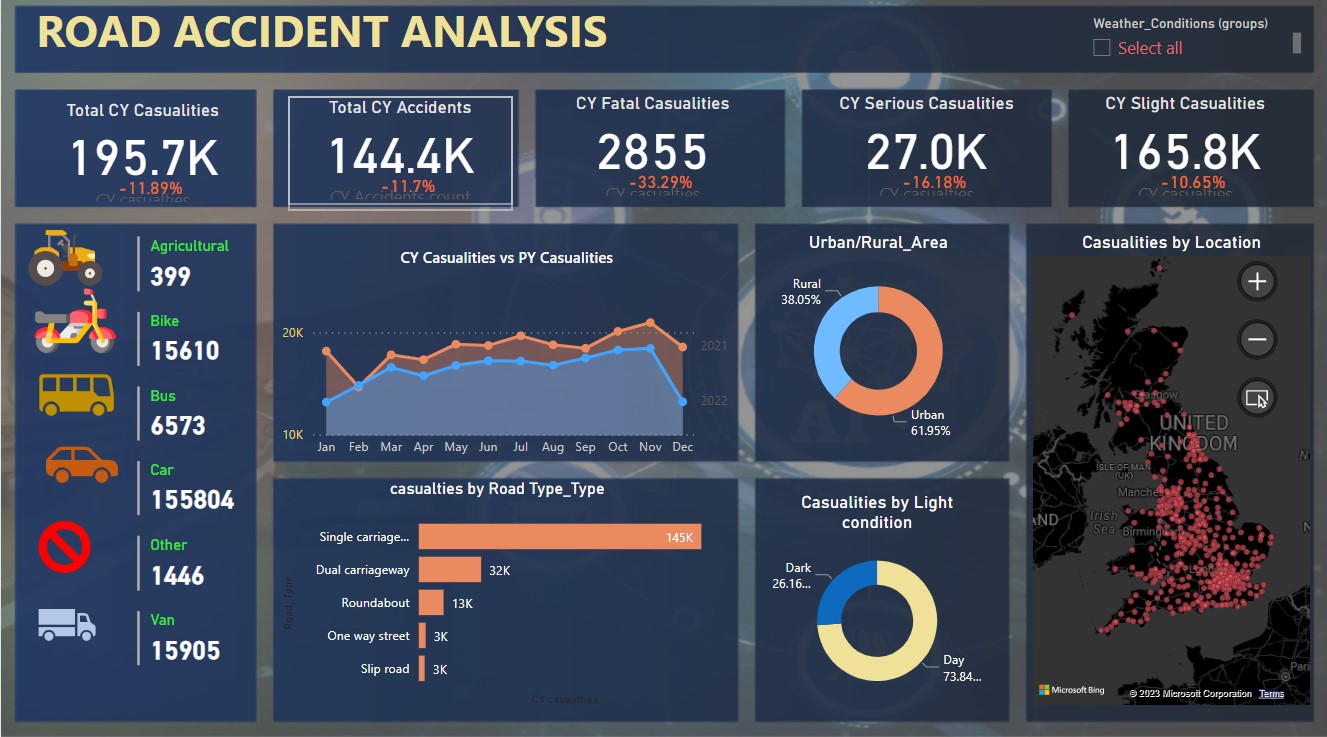 ROAD ACCIDENT ANALYSIS
Weather_Conditions (groups)
Select all
Total CY Casualities
195.7K
-11.89%
CY casualties
Total CY Accidents
144.4K
-11.7%
CY Accidents count
CY Fatal Casualities
2855
-33.29%
CY casualties
CY Serious Casualities
27.0K
-16.18%
CY casualties
CY Slight Casualities
165.8K
-10.65%
CY casualties
Agricultural
399
Bike
15610
Bus
6573
Car
155804
Other
1446
Van
15905
CY Casualities vs PY Casualities
20K
10K
2021
2022
Jan Feb Mar Apr May Jun Jul Aug Sep Oct Nov Dec
casualties by Road Type_Type
Road_Type
Single carriage... 145K
Dual carriageway 32K
Roundabout 13K
One way street 3K
Slip road 3K
CY casualties
Urban/Rural_Area
Rural
38.05%
Urban
61.95%
Casualities by Light
condition
Dark
26.16...
Day
73.84...
Casualities by Location
Glasgow
UNITED
KINGDOM
ISLE OF MAN
(UK)
Manches
Irish
Sea
Birming
AND
N
N
Pari
Microsoft Bing
© 2023 Microsoft Corporation Terms